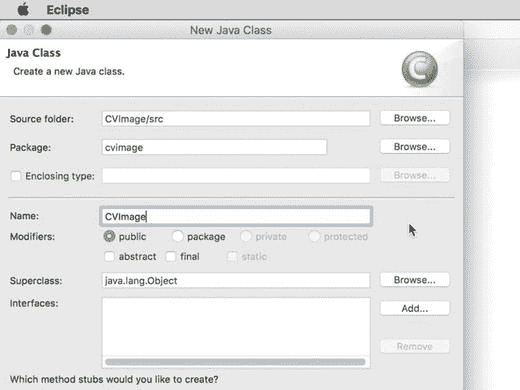 Eclipse
New Java Class
Java Class
Create a new Java class.
C
Source folder: CVImage/src Browse...
Package: cvimage Browse...
Enclosing type: Browse...
Name: CVImage
Modifiers: public package private protected
abstract final static
Superclass: java.lang.Object Browse...
Interfaces: Add...
Remove
Which method stubs would you like to create?